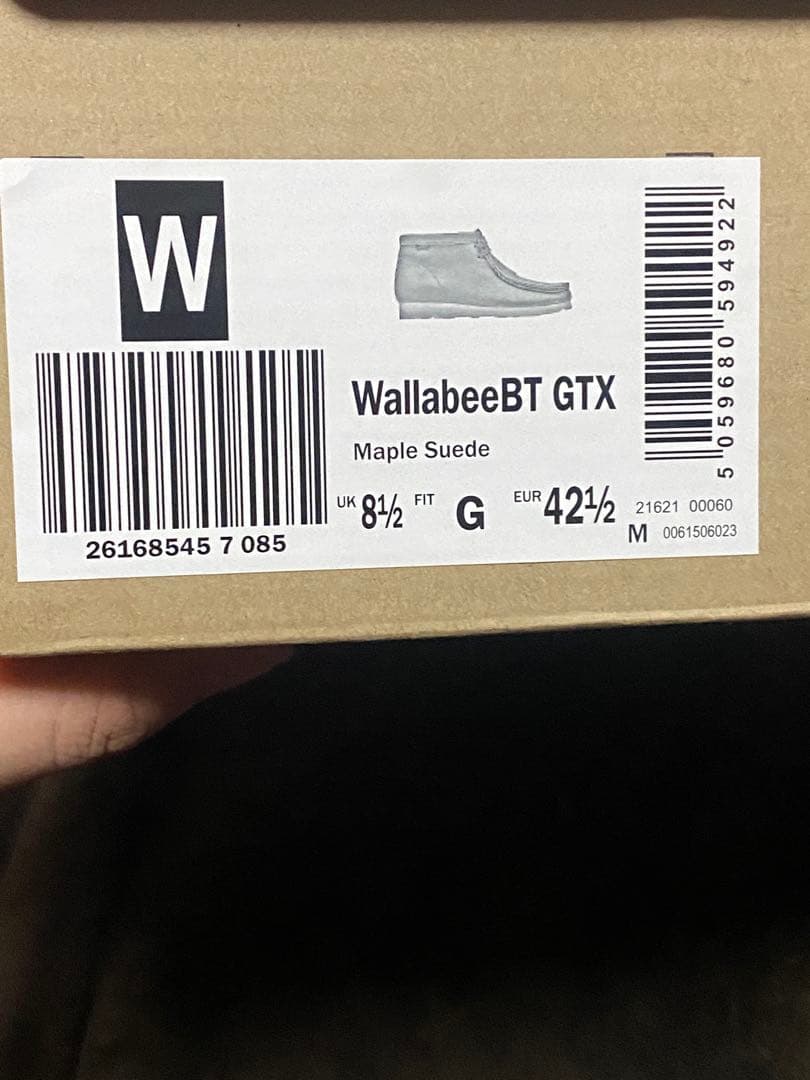 W
26168545 7 085
WallabeeBT GTX
Maple Suede
UK 8½ FIT G EUR 42½
21621 00060
M 0061506023
5 059680 594922